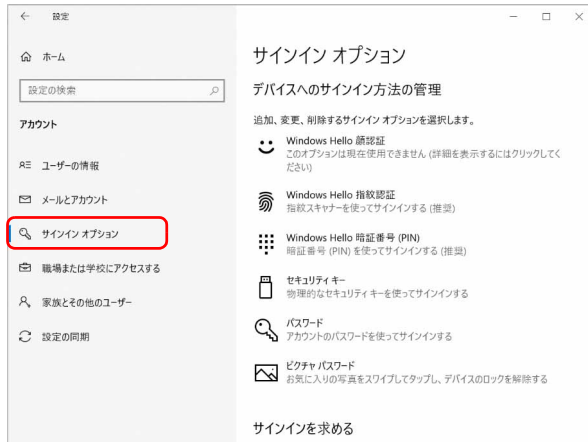 設定
ホーム
設定の検索
アカウント
ユーザーの情報
メールとアカウント
サインイン オプション
職場または学校にアクセスする
家族とその他のユーザー
設定の同期
サインイン オプション
デバイスへのサインイン方法の管理
追加、変更、削除するサインイン オプションを選択します。
Windows Hello 顔認証
このオプションは現在使用できません (詳細を表示するにはクリックしてく
ださい)
Windows Hello 指紋認証
指紋スキャナーを使ってサインインする (推奨)
Windows Hello 暗証番号 (PIN)
暗証番号 (PIN) を使ってサインインする (推奨)
セキュリティ キー
物理的なセキュリティ キーを使ってサインインする
パスワード
アカウントのパスワードを使ってサインインする
ピクチャ パスワード
お気に入りの写真をスワイプしてタップし、デバイスのロックを解除する
サインインを求める